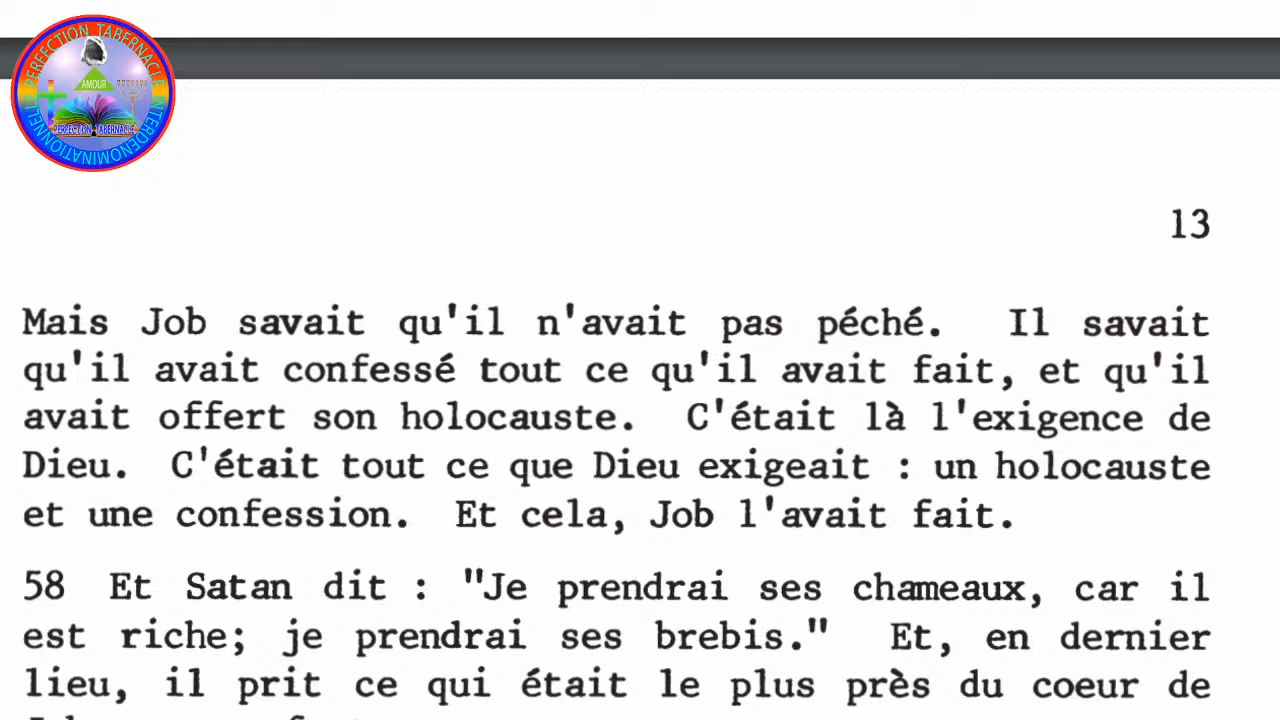 PERFECTION TABERNACLE INTERDENOMINATIONNELLE
AMOUR
PERFECTION TABERNACLE
13
Mais Job savait qu'il n'avait pas péché. Il savait
qu'il avait confessé tout ce qu'il avait fait, et qu'il
avait offert son holocauste. C'était là l'exigence de
Dieu. C'était tout ce que Dieu exigeait : un holocauste
et une confession. Et cela, Job l'avait fait.
58 Et Satan dit : "Je prendrai ses chameaux, car il
est riche; je prendrai ses brebis." Et, en dernier
lieu, il prit ce qui était le plus près du coeur de